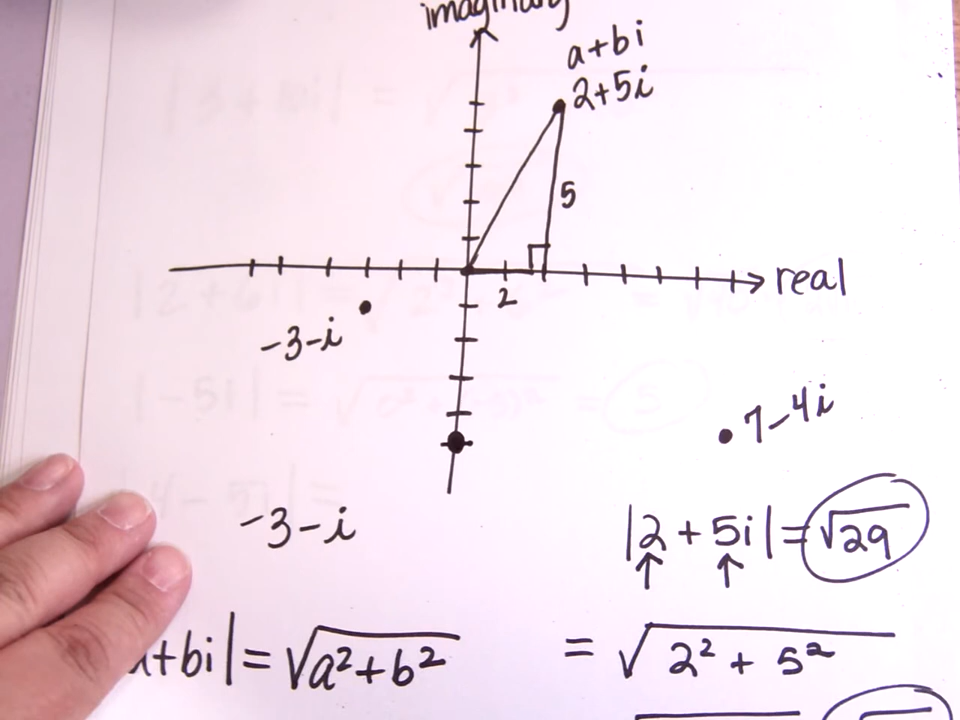 imaginary
a+bi
2+5i
5
real
2
-3-i
7-4i
-3-i
|2+5i|=√29
+bi|=√a²+b²
=√2²+5²